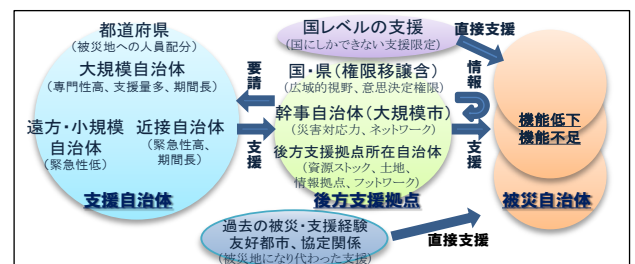 都道府県
(被災地への人員配分)
大規模自治体
(専門性高、支援量多、期間長)
遠方・小規模
自治体
(緊急性低)
近接自治体
(緊急性高、
期間長)
支援自治体
要請
支援
国レベルの支援
(国にしかできない支援限定)
直接支援
国・県(権限移譲含)
(広域的視野、意思決定権限)
幹事自治体(大規模市)
(災害対応力、ネットワーク)
後方支援拠点所在自治体
(資源ストック、土地、
情報拠点、フットワーク)
後方支援拠点
情報
支援
機能低下
機能不足
被災自治体
過去の被災・支援経験
友好都市、協定関係
(被災地になり代わった支援)
直接支援